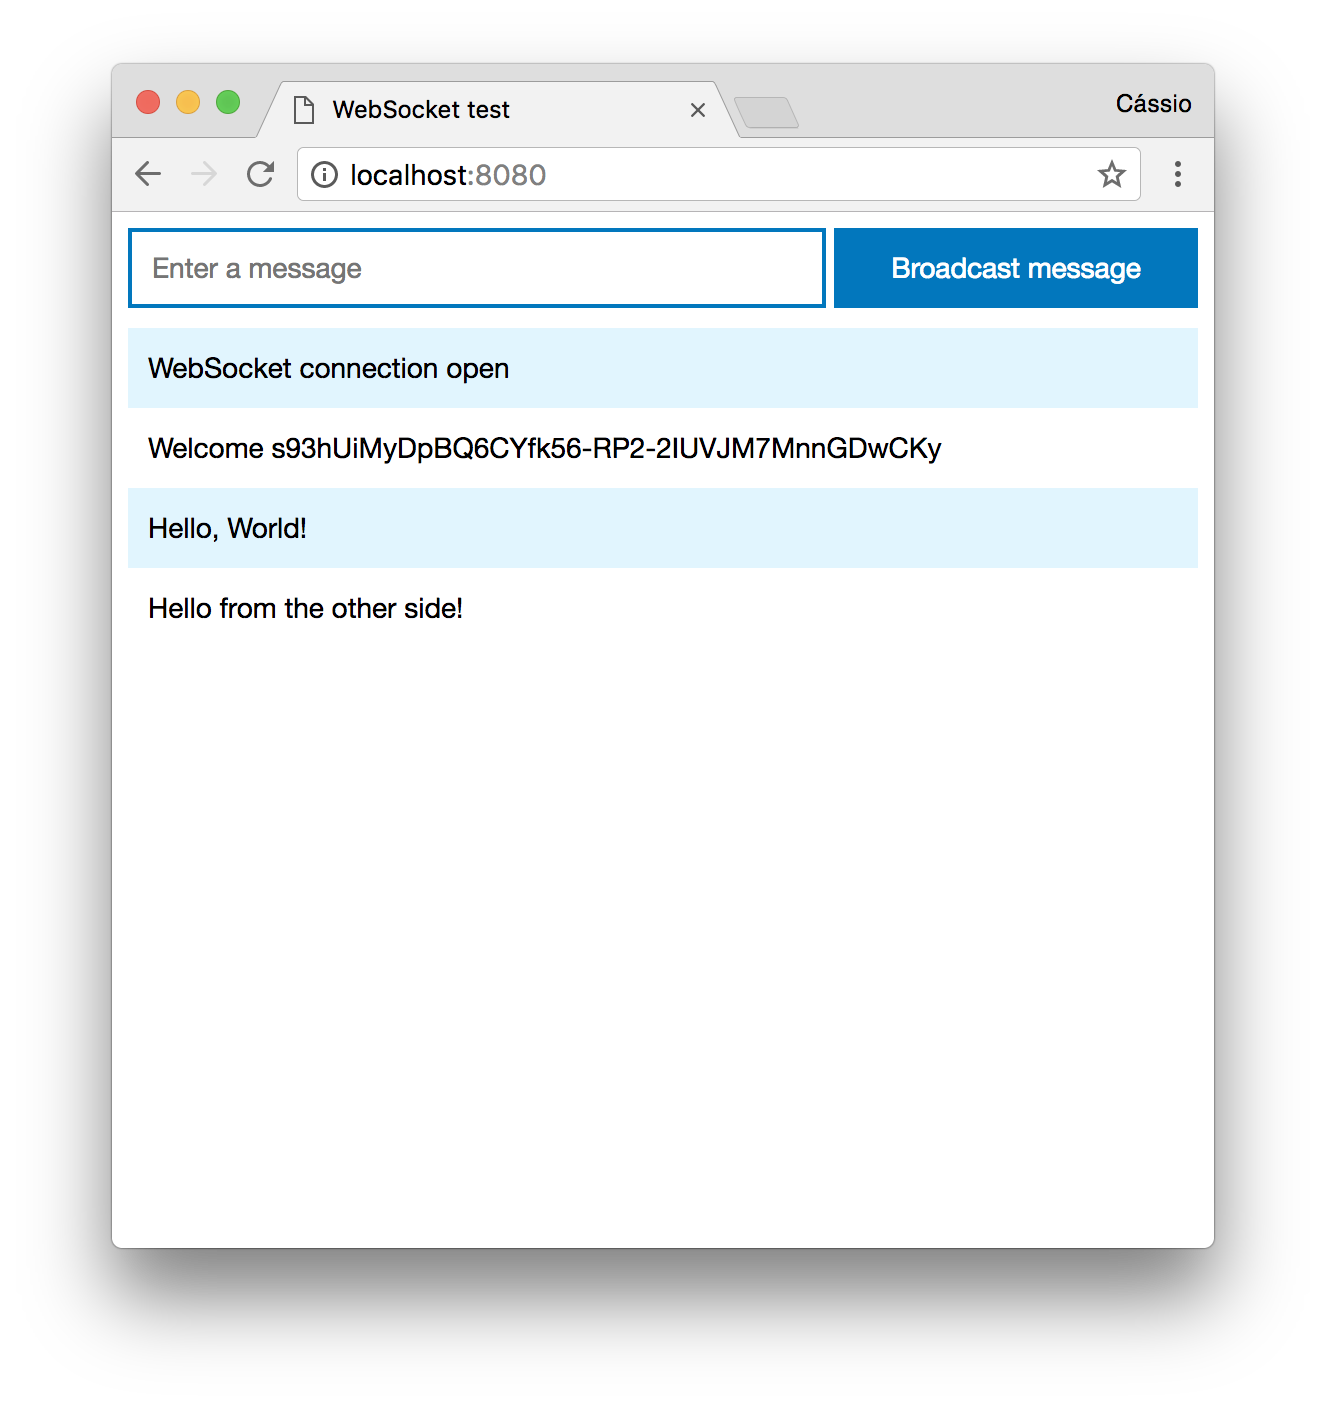 WebSocket test
Cássio
localhost:8080
Enter a message
Broadcast message
WebSocket connection open
Welcome s93hUiMyDpBQ6CYfk56-RP2-2IUVJM7MnnGDwCKy
Hello, World!
Hello from the other side!